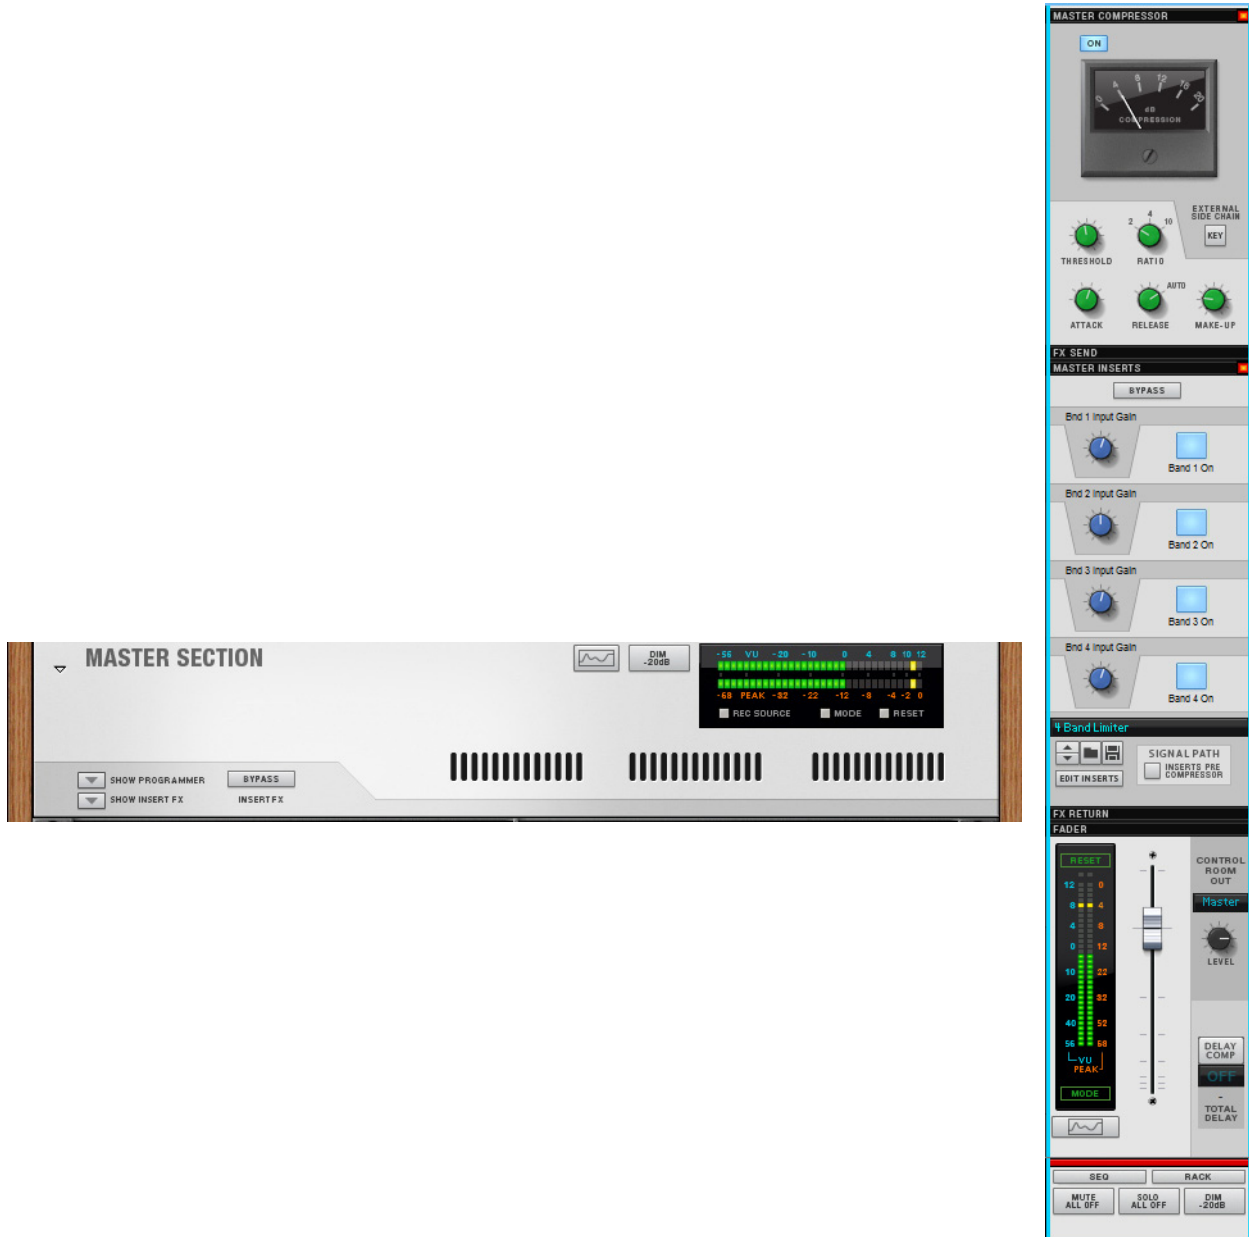 MASTER SECTION
DIM
-20dB
-56 VU -20 -10 0 4 8 10 12
-68 PEAK -32 -22 -12 -8 -4 -2 0
REC SOURCE MODE RESET
SHOW PROGRAMMER BYPASS
SHOW INSERT FX INSERT FX
MASTER COMPRESSOR
ON
0 4 8 12 16 20
dB
COMPRESSION
EXTERNAL
SIDE CHAIN
KEY
2 4 10
THRESHOLD RATIO
AUTO
ATTACK RELEASE MAKE-UP
FX SEND
MASTER INSERTS
BYPASS
Bnd 1 Input Gain
Band 1 On
Bnd 2 Input Gain
Band 2 On
Bnd 3 Input Gain
Band 3 On
Bnd 4 Input Gain
Band 4 On
4 Band Limiter
SIGNAL PATH
INSERTS PRE
COMPRESSOR
EDIT INSERTS
FX RETURN
FADER
RESET
12 0
8 4
4 8
0 12
10 22
20 32
40 52
56 68
VU
PEAK
MODE
CONTROL
ROOM
OUT
Master
LEVEL
DELAY
COMP
OFF
-
TOTAL
DELAY
SEQ RACK
MUTE
ALL OFF
SOLO
ALL OFF
DIM
-20dB